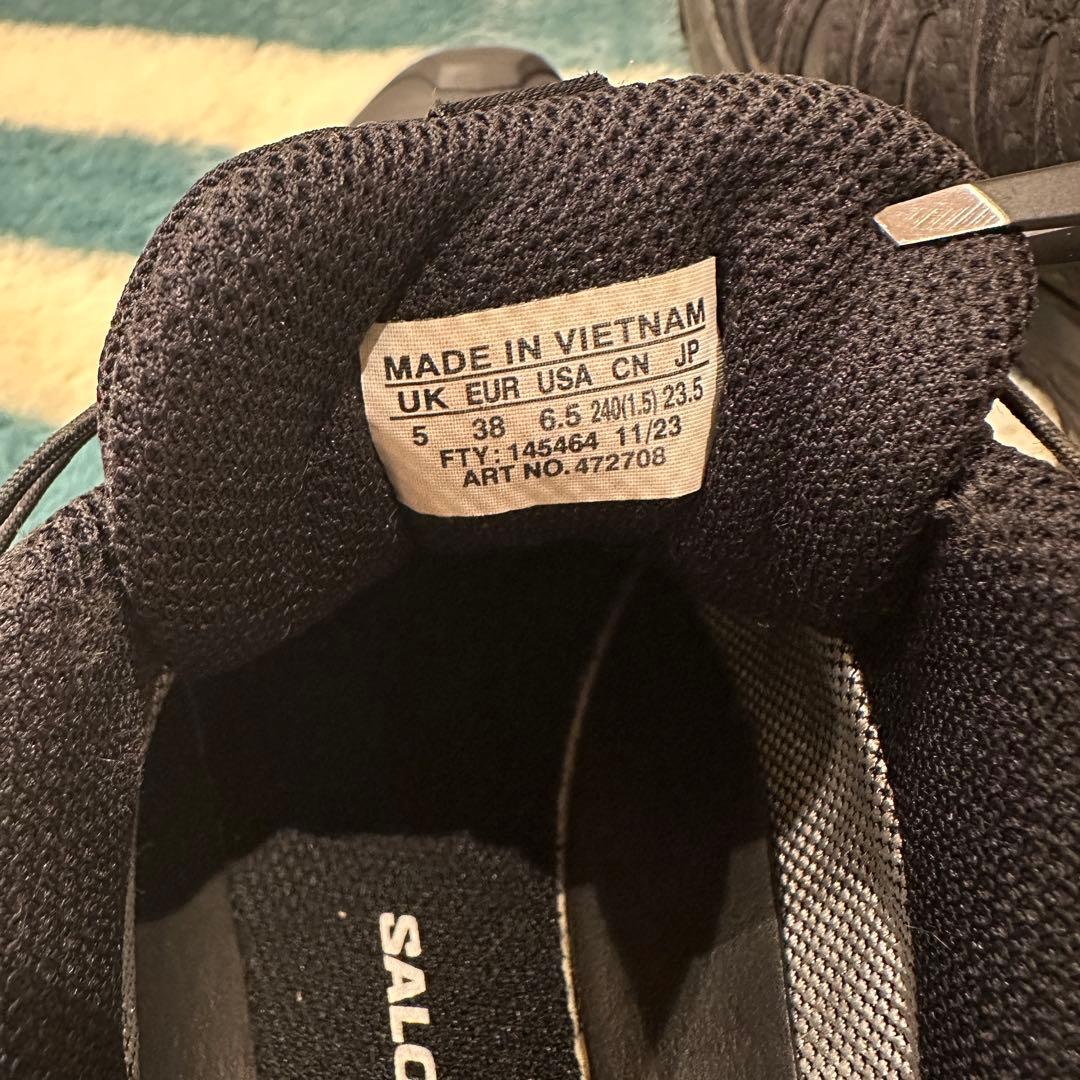 MADE IN VIETNAM
UK EUR USA CN JP
5 38 6.5 240(1.5) 23.5
FTY: 145464 11/23
ART NO. 472708
SALO